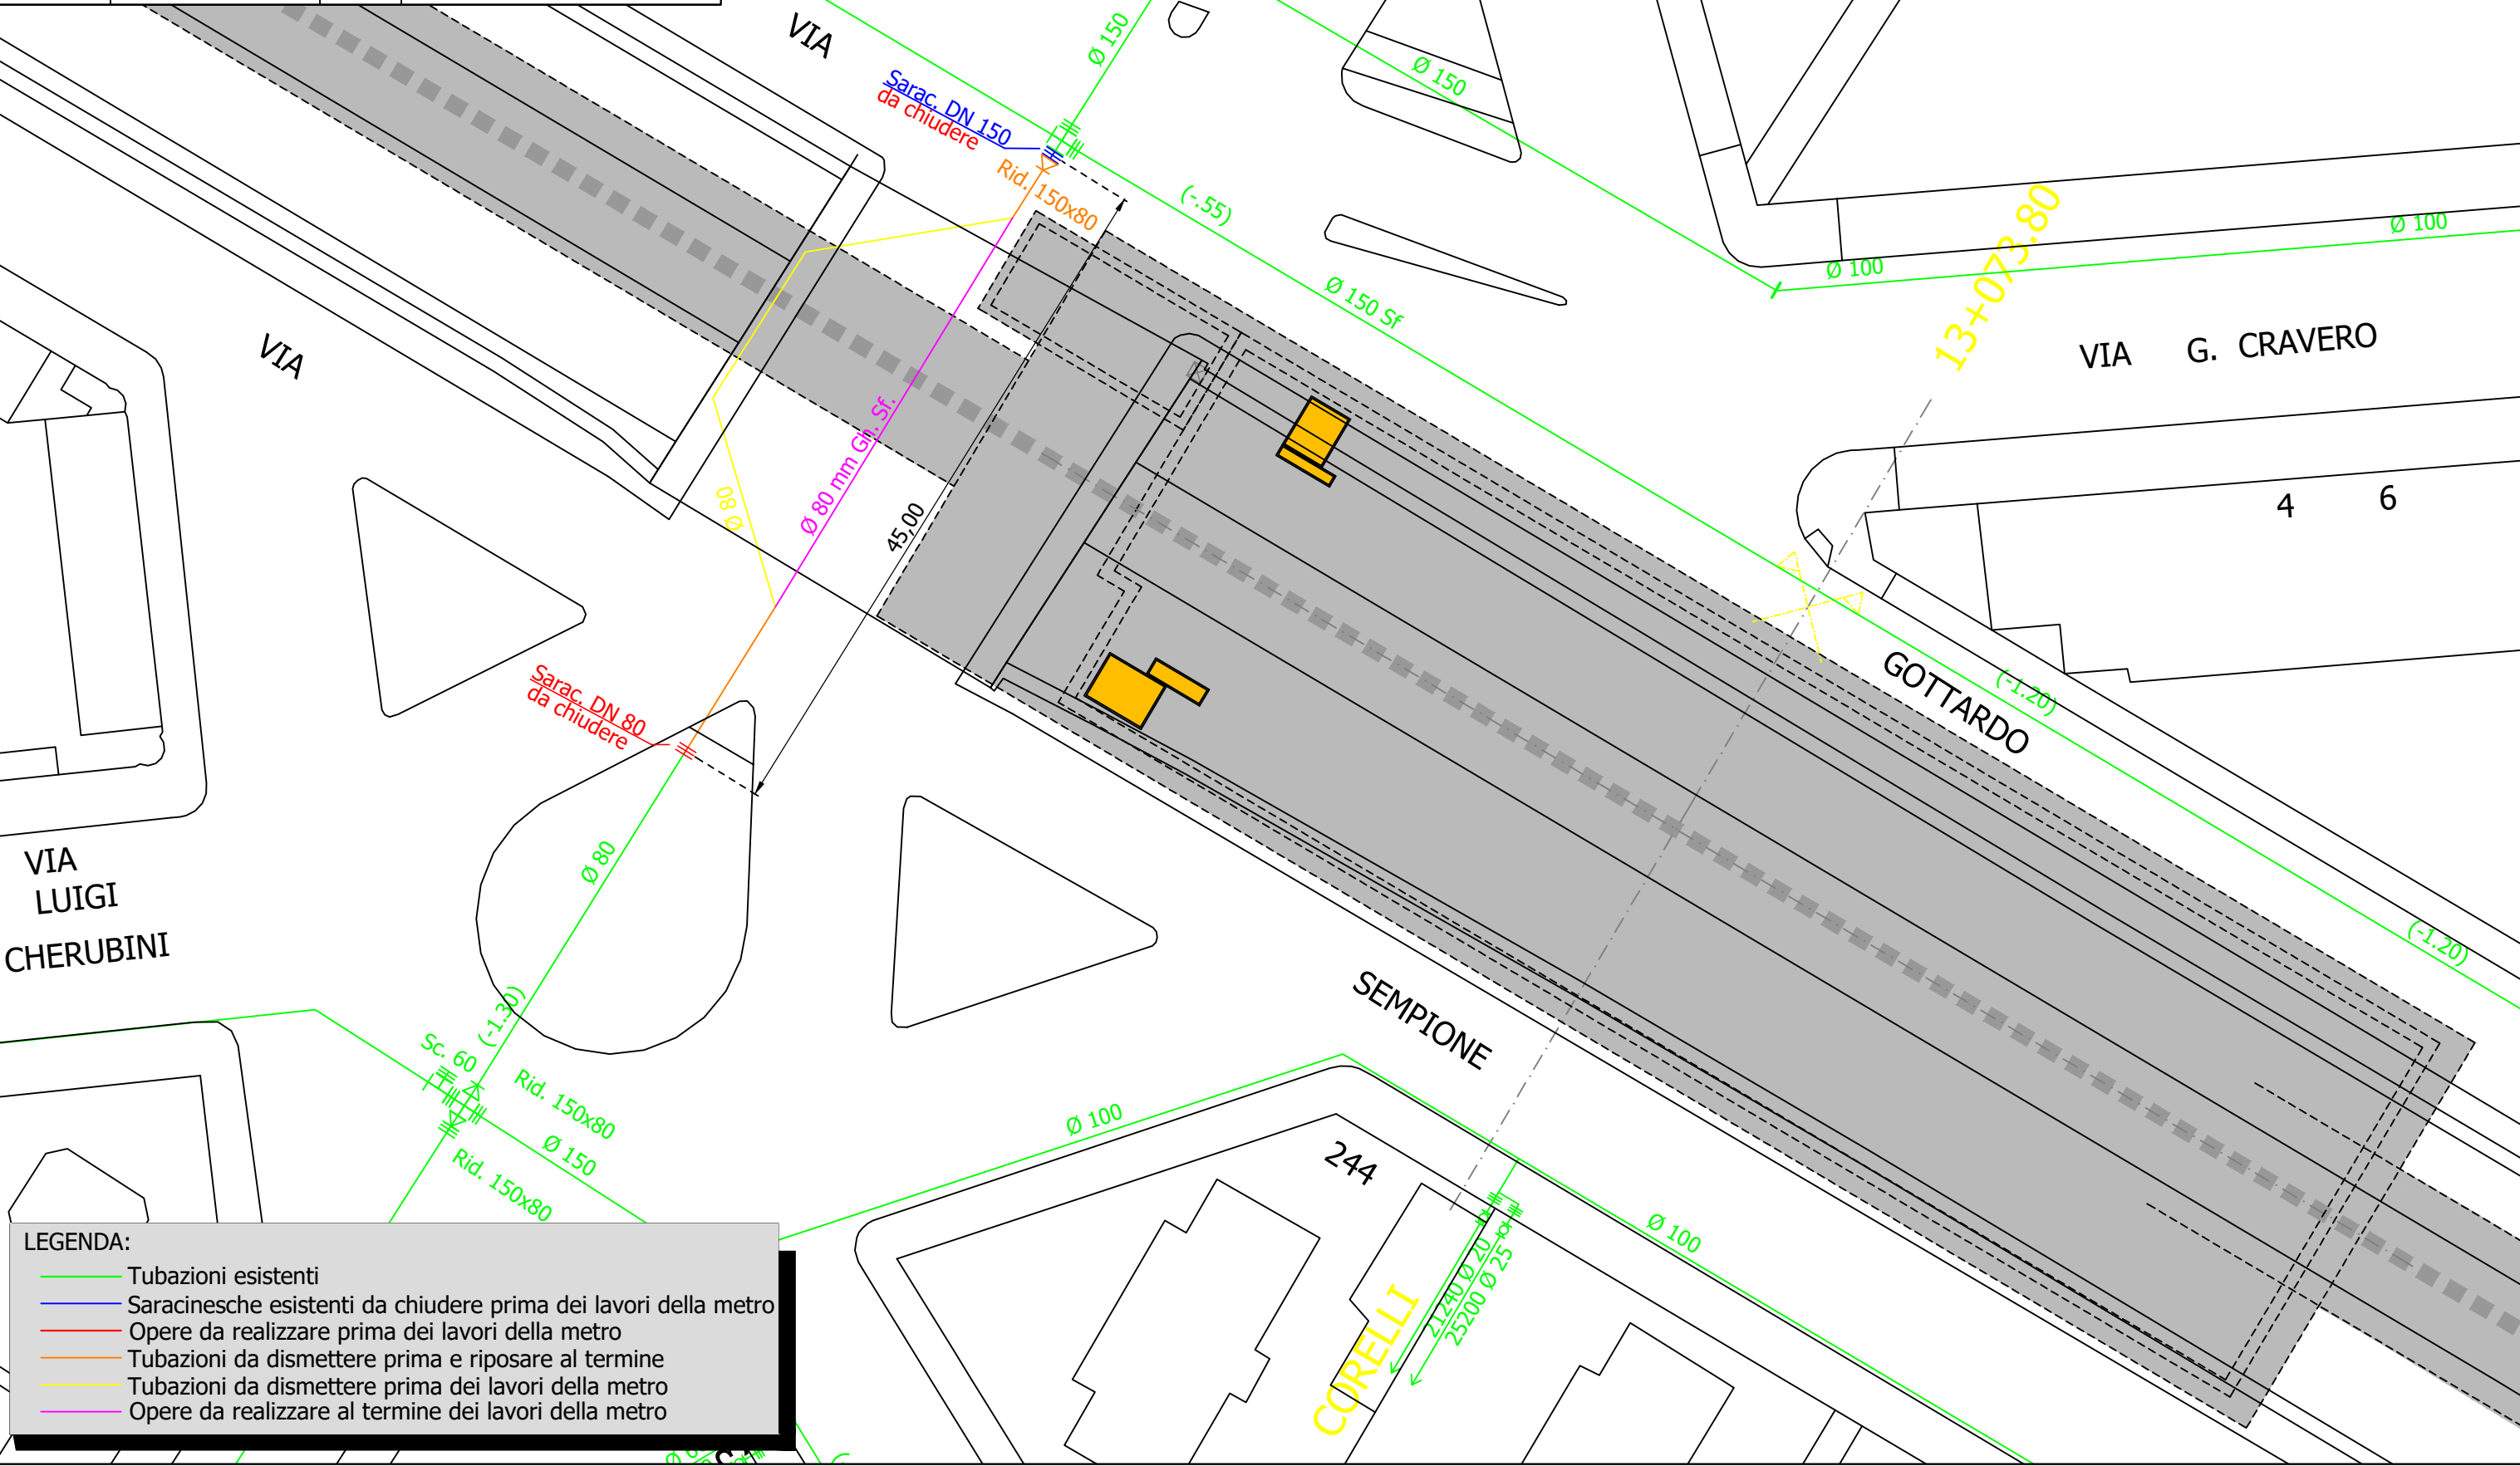 VIA
Ø 150
Ø 150
Sarac. DN 150
da chiudere
Rid. 150x80
(-.55)
Ø 150 Sf
13+073.80
Ø 100
Ø 100
VIA G. CRAVERO
4 6
VIA
Ø 80 mm Gh. Sf.
Ø 80
45,00
GOTTARDO
(-1.20)
(-1.20)
Sarac. DN 80
da chiudere
Ø 80
VIA
LUIGI
CHERUBINI
(-1.30)
Sc. 60
Rid. 150x80
Ø 150
Rid. 150x80
SEMPIONE
Ø 100
244
Ø 100
21240 Ø 20
25200 Ø 25
CORELLI
LEGENDA:
Tubazioni esistenti
Saracinesche esistenti da chiudere prima dei lavori della metro
Opere da realizzare prima dei lavori della metro
Tubazioni da dismettere prima e riposare al termine
Tubazioni da dismettere prima dei lavori della metro
Opere da realizzare al termine dei lavori della metro